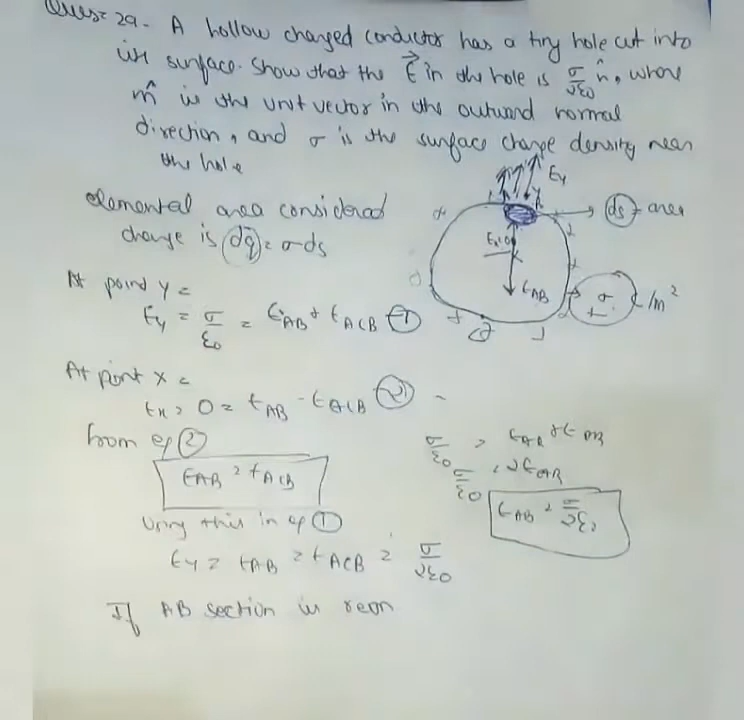 Ques= 29- A hollow charged conductor has a tiny hole cut into
its surface. Show that the E⃗ in the hole is σ/2ε₀ n̂, where
n̂ is the unit vector in the outward normal
direction, and σ is the surface charge density near
the hole
Ey
elemental area considered
ds = area
charge is dq = σ ds
EAB
σ C/m²
At point Y =
Ey = σ/ε₀ = EAB + EACB ①
At point X =
Ex = 0 = EAB - EACB ②
from eq ②
EAB = EACB
σ/ε₀ = EAB + EAB
σ/ε₀ = 2EAB
EAB = σ/2ε₀
Using this in eq ①
Ey = EAB = EACB = σ/2ε₀
If AB section is